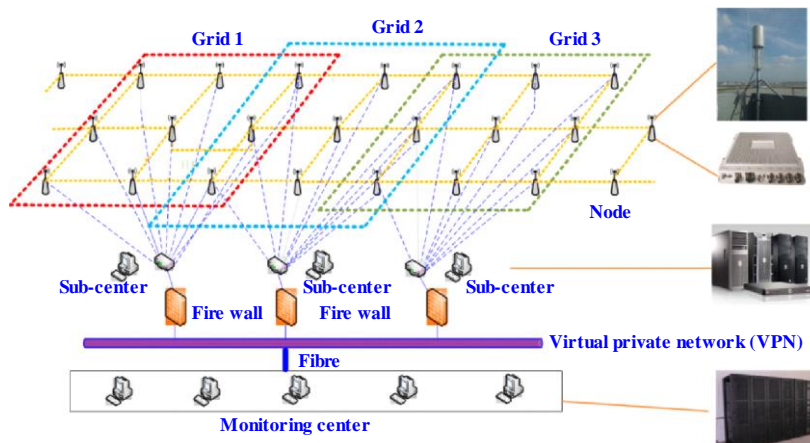 Grid 1
Grid 2
Grid 3
Node
Sub-center
Sub-center
Sub-center
Fire wall
Fire wall
Virtual private network (VPN)
Fibre
Monitoring center